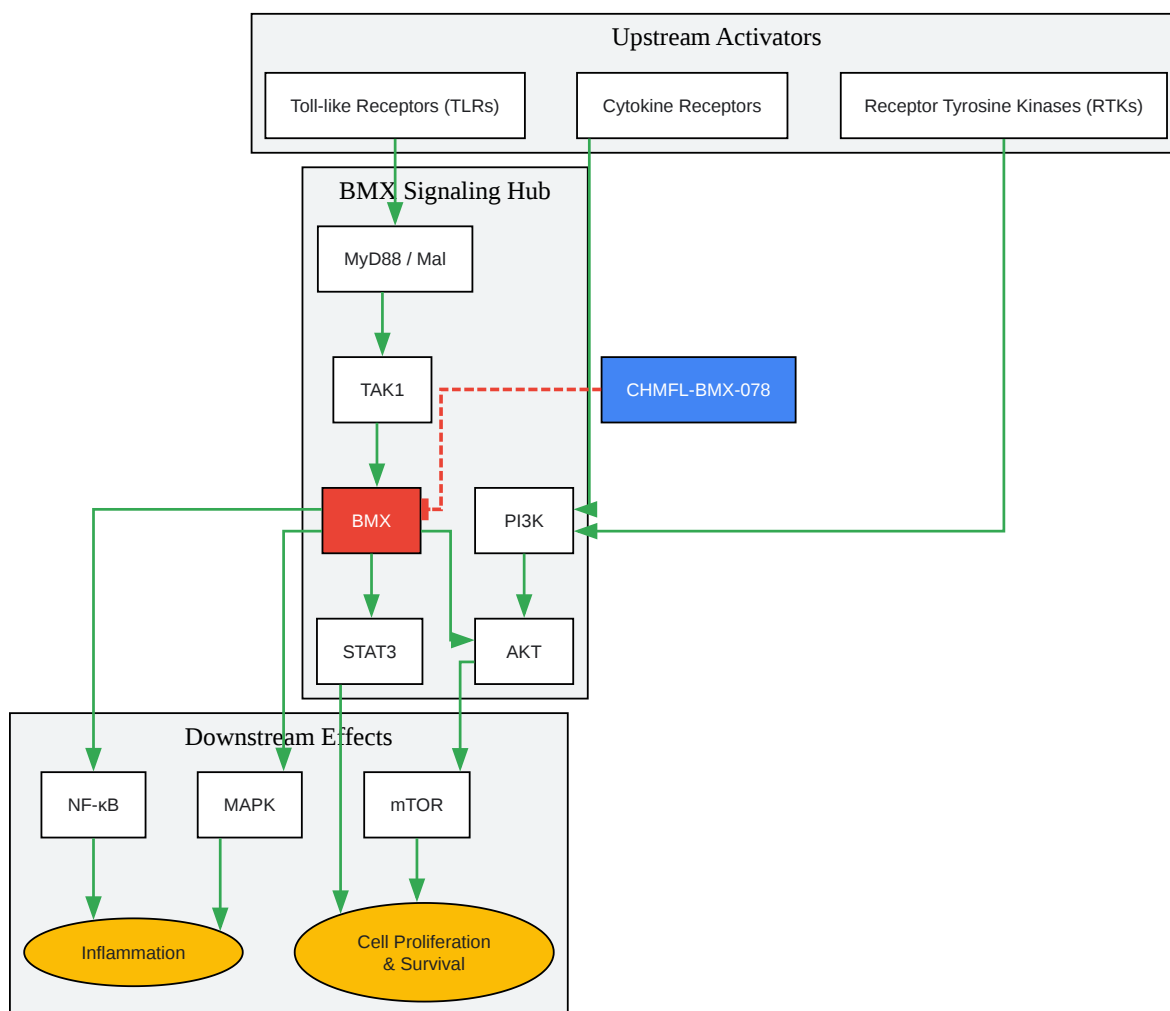 Upstream Activators
Toll-like Receptors (TLRs)
Cytokine Receptors
Receptor Tyrosine Kinases (RTKs)
BMX Signaling Hub
MyD88 / Mal
TAK1
CHMFL-BMX-078
BMX
PI3K
STAT3
AKT
Downstream Effects
NF-κB
MAPK
mTOR
Inflammation
Cell Proliferation
& Survival